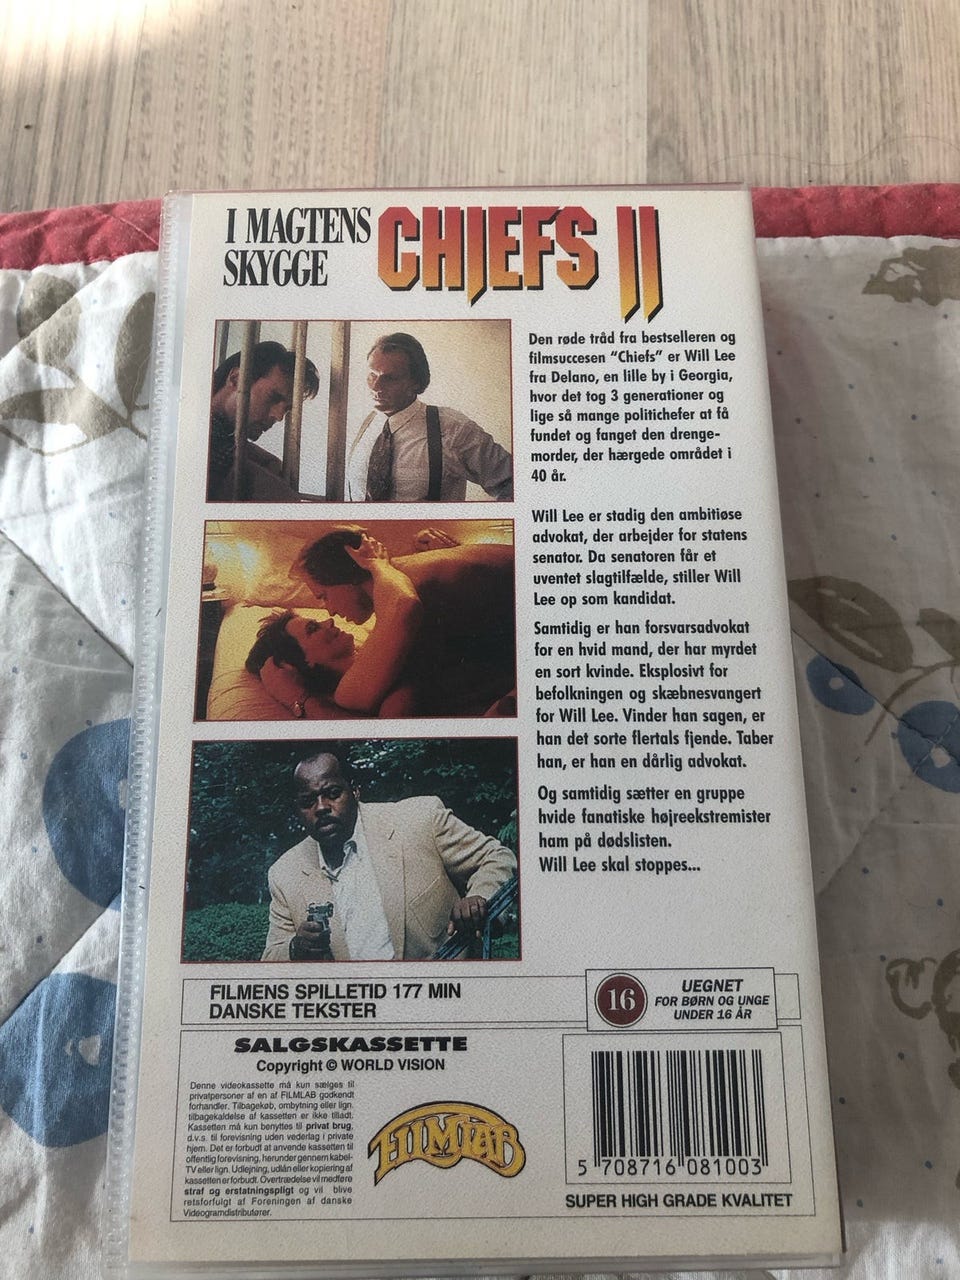 I MAGTENS
SKYGGE
CHIEFS II
Den røde tråd fra bestselleren og
filmsuccesen "Chiefs" er Will Lee
fra Delano, en lille by i Georgia,
hvor det tog 3 generationer og
lige så mange politichefer at få
fundet og fanget den drenge-
morder, der hærgede området i
40 år.
Will Lee er stadig den ambitiøse
advokat, der arbejder for statens
senator. Da senatoren får et
uventet slagtilfælde, stiller Will
Lee op som kandidat.
Samtidig er han forsvarsadvokat
for en hvid mand, der har myrdet
en sort kvinde. Eksplosivt for
befolkningen og skæbnesvangert
for Will Lee. Vinder han sagen, er
han det sorte flertals fjende. Taber
han, er han en dårlig advokat.
Og samtidig sætter en gruppe
hvide fanatiske højreekstremister
ham på dødslisten.
Will Lee skal stoppes...
FILMENS SPILLETID 177 MIN
DANSKE TEKSTER
16
UEGNET
FOR BØRN OG UNGE
UNDER 16 ÅR
SALGSKASSETTE
Copyright © WORLD VISION
Denne videokassette må kun sælges til
privatpersoner af en af FILMLAB godkendt
forhandler. Tilbagekøb, ombytning eller lign.
tilbagekaldelse af kassetten er ikke tilladt.
Kassetten må kun benyttes til privat brug,
d.v.s. til forevisning uden vederlag i private
hjem. Det er forbudt at anvende kassetten til
offentlig forevisning, herunder gennem kabel-
TV eller lign. Udlejning, udlån eller kopiering af
kassetten er forbudt. Overtrædelse vil medføre
straf og erstatningspligt og vil blive
retsforfulgt af Foreningen af danske
Videogramdistributører.
FILMLAB
5 708716 081003
SUPER HIGH GRADE KVALITET